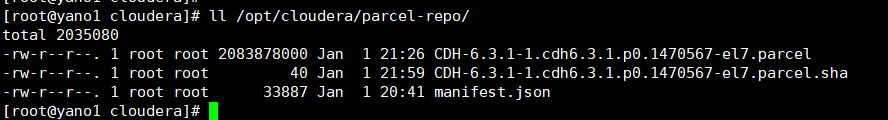 [root@yano1 cloudera]# ll /opt/cloudera/parcel-repo/
total 2035080
-rw-r--r--. 1 root root 2083878000 Jan  1 21:26 CDH-6.3.1-1.cdh6.3.1.p0.1470567-el7.parcel
-rw-r--r--. 1 root root         40 Jan  1 21:59 CDH-6.3.1-1.cdh6.3.1.p0.1470567-el7.parcel.sha
-rw-r--r--. 1 root root      33887 Jan  1 20:41 manifest.json
[root@yano1 cloudera]#